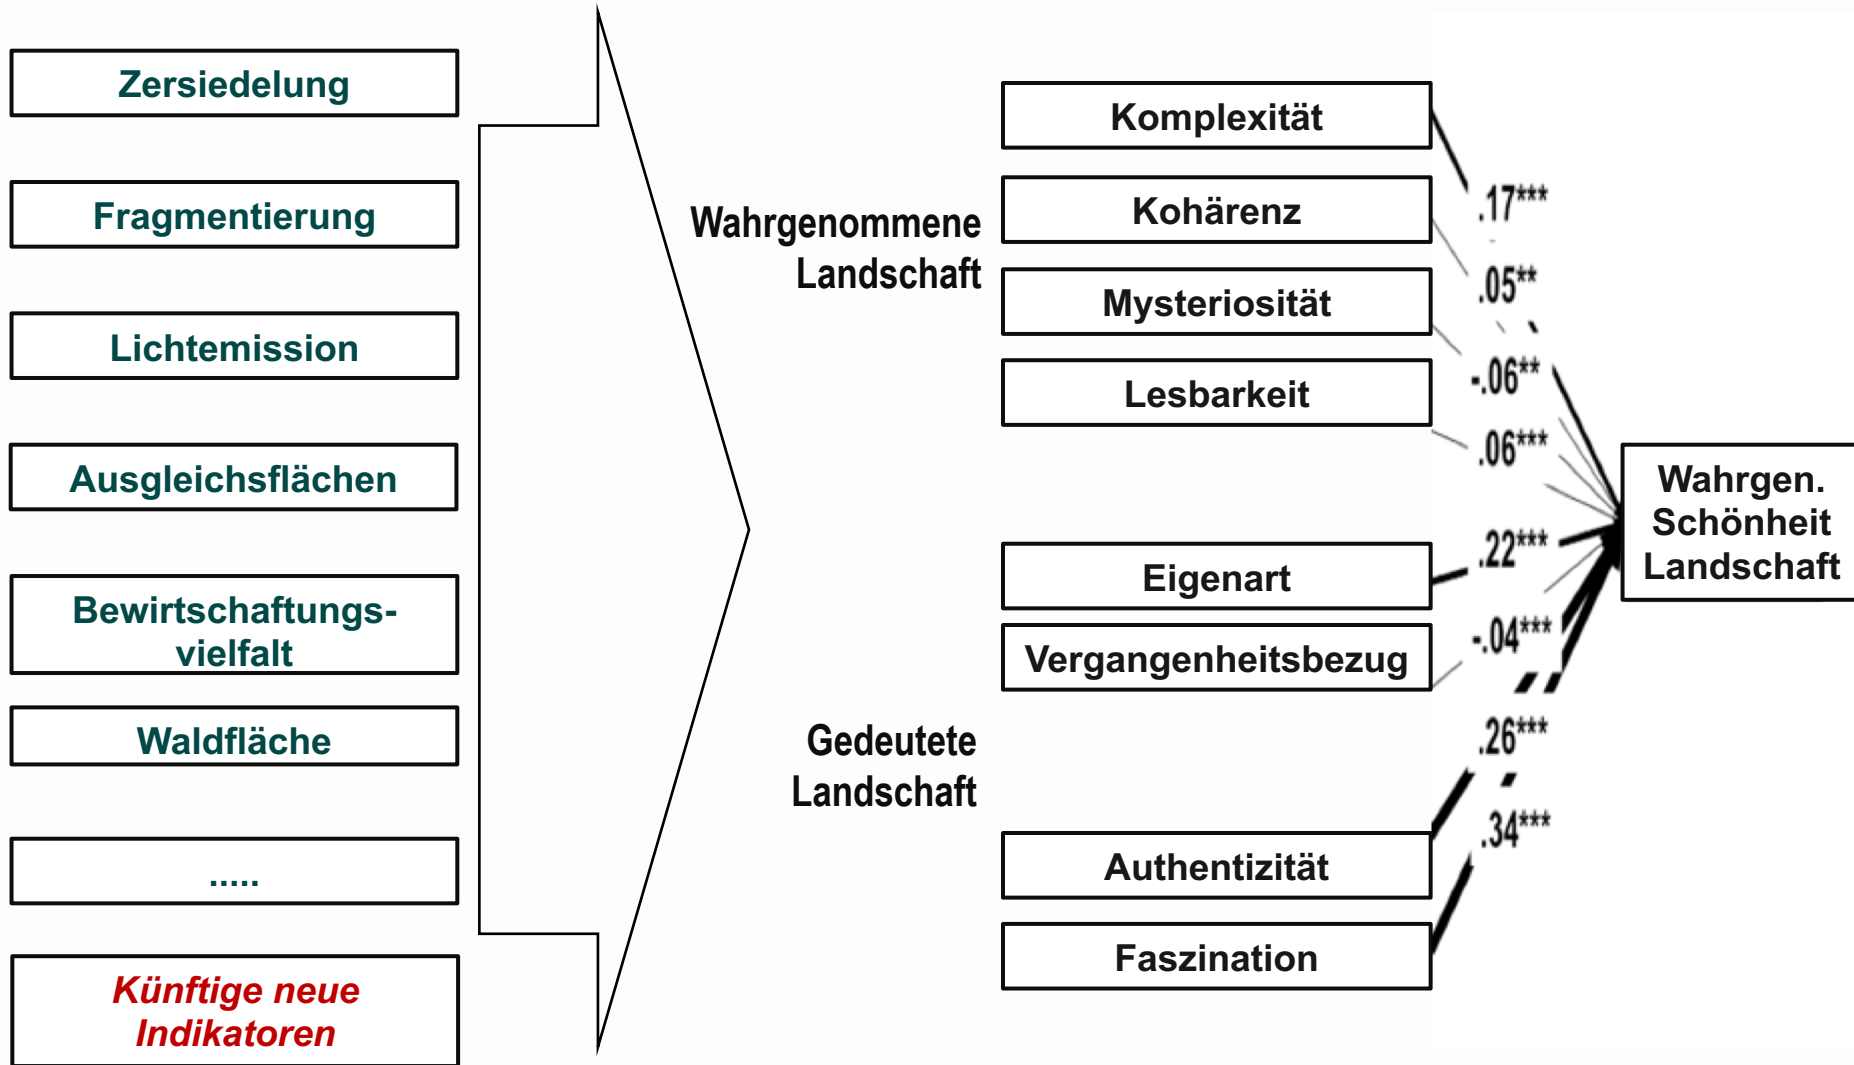 Zersiedelung
Fragmentierung
Lichtemission
Ausgleichsflächen
Bewirtschaftungs-
vielfalt
Waldfläche
.....
Künftige neue
Indikatoren
Wahrgenommene
Landschaft
Gedeutete
Landschaft
Komplexität
Kohärenz
Mysteriosität
Lesbarkeit
Eigenart
Vergangenheitsbezug
Authentizität
Faszination
.17***
.05**
-.06**
.06***
.22***
-.04***
.26***
.34***
Wahrgen.
Schönheit
Landschaft